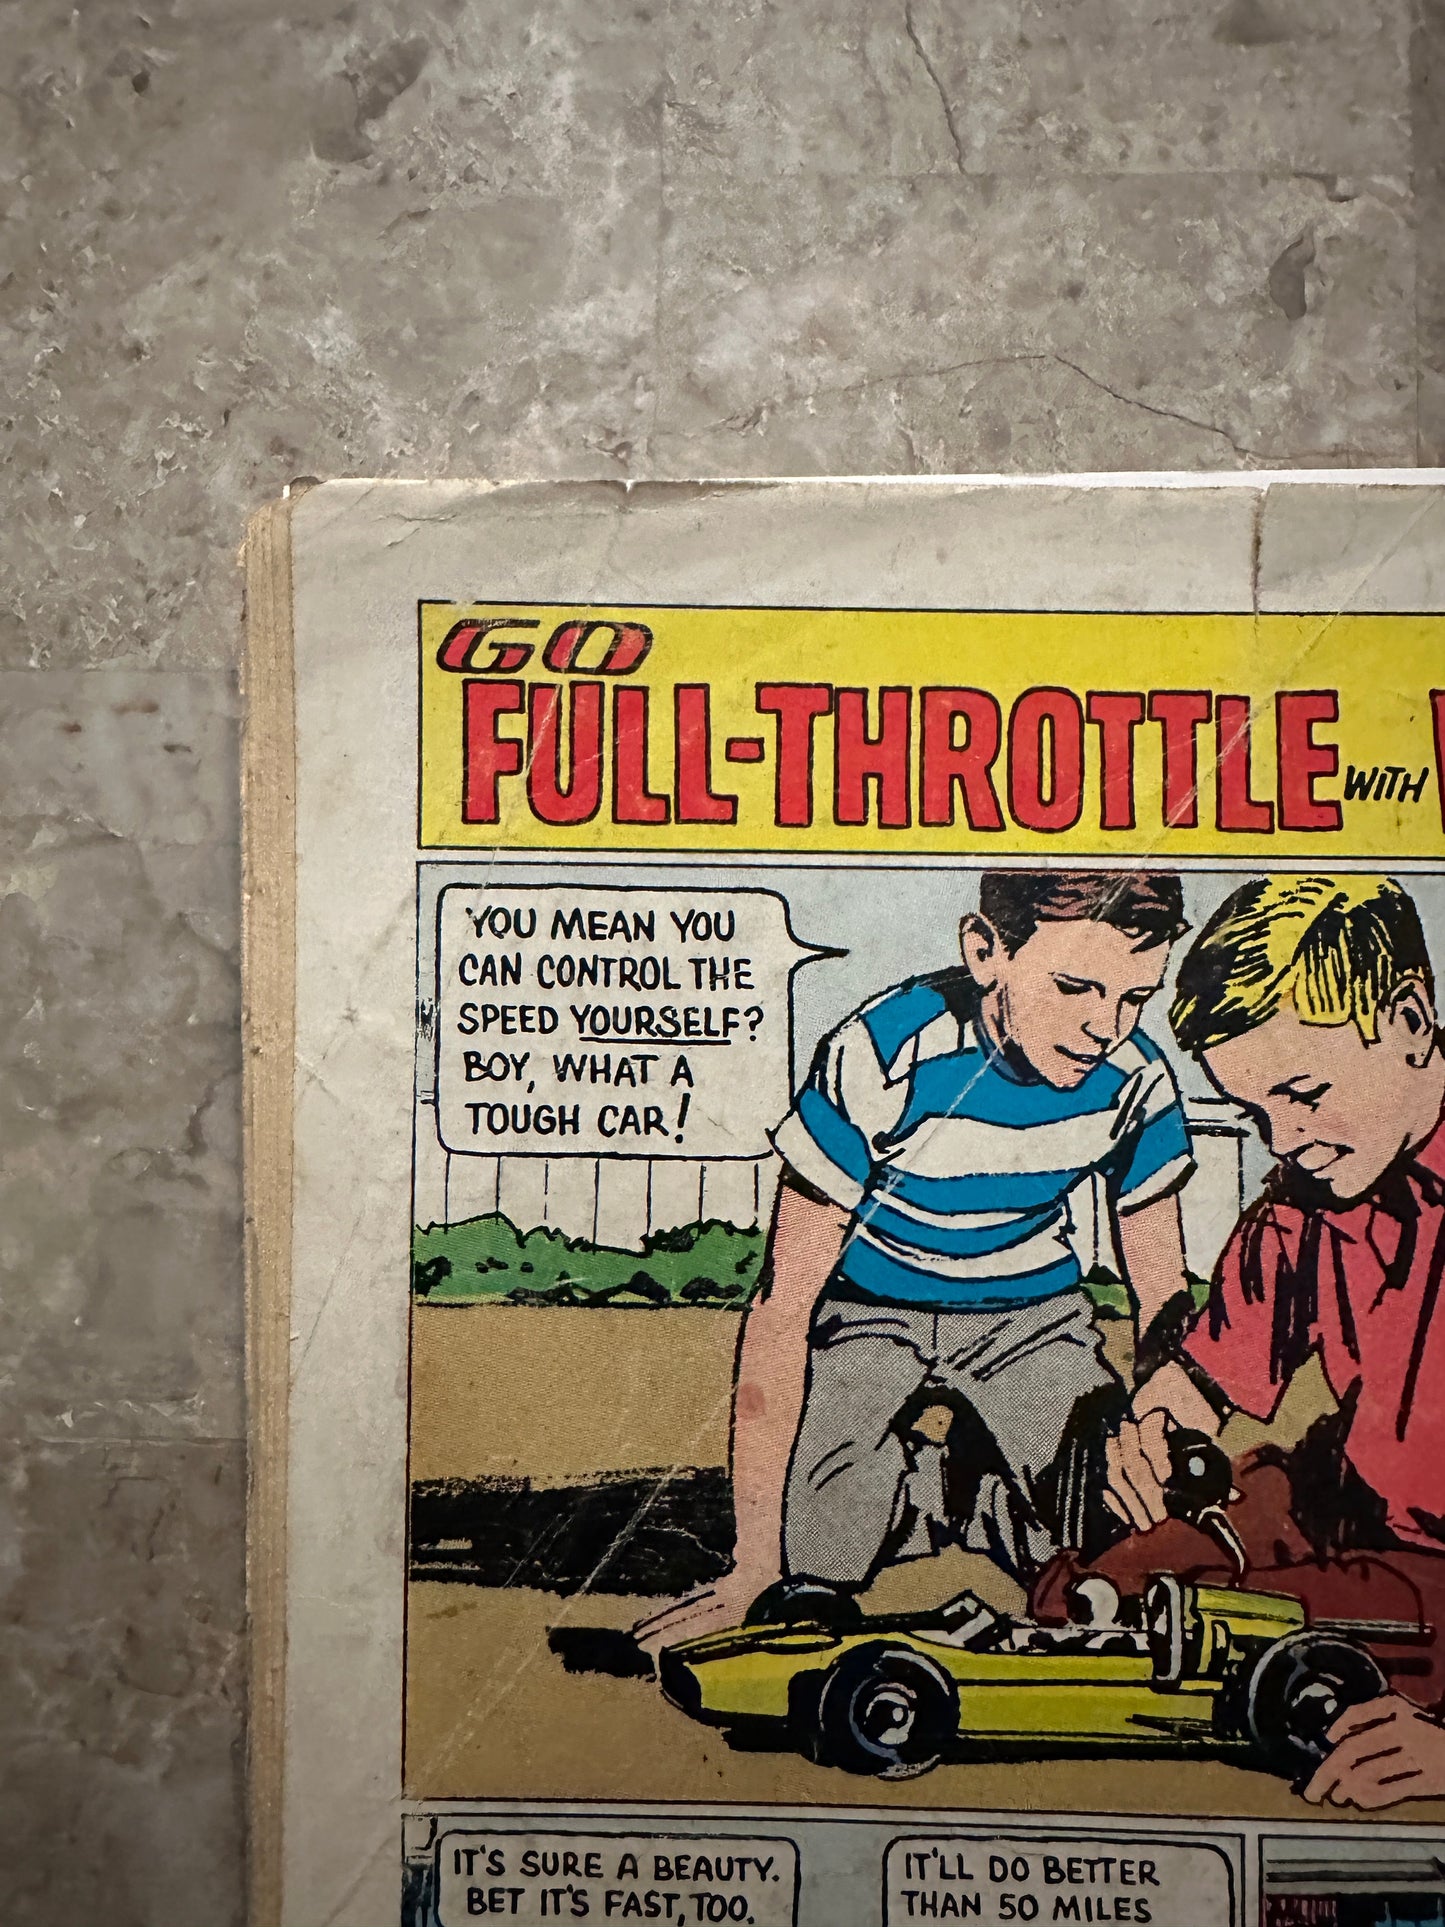 GO
FULL-THROTTLE WITH
YOU MEAN YOU
CAN CONTROL THE
SPEED YOURSELF?
BOY, WHAT A
TOUGH CAR!
IT'S SURE A BEAUTY.
BET IT'S FAST, TOO.
IT'LL DO BETTER
THAN 50 MILES